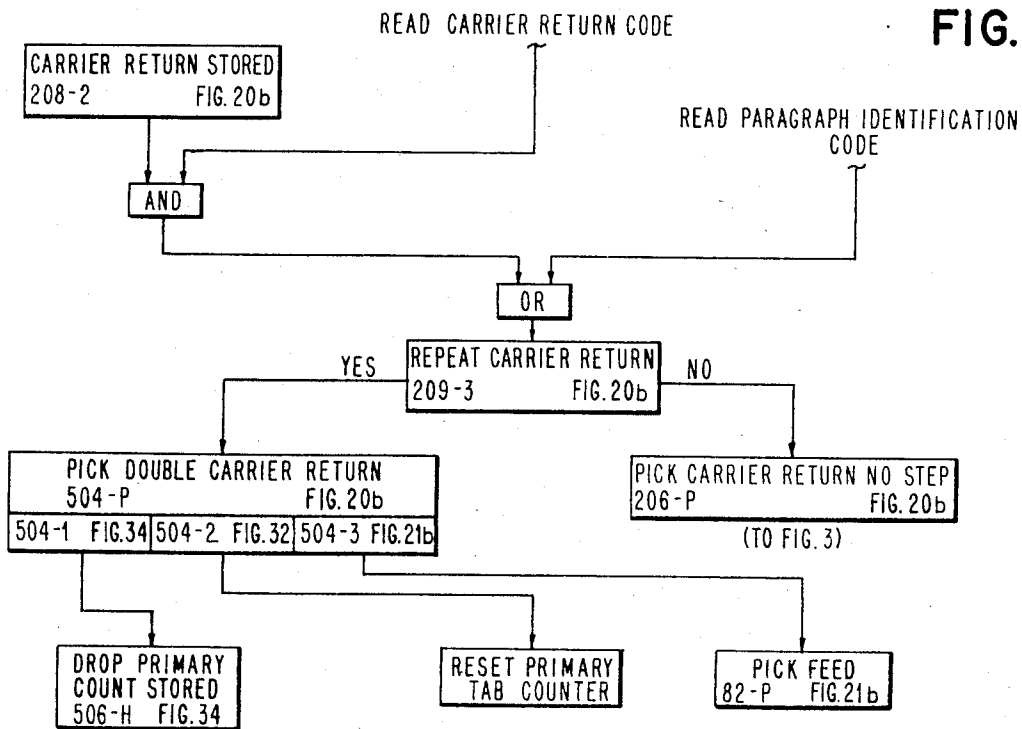 FIG.
READ CARRIER RETURN CODE
CARRIER RETURN STORED
208-2 FIG. 20b
READ PARAGRAPH IDENTIFICATION
CODE
AND
OR
REPEAT CARRIER RETURN
209-3 FIG. 20b
YES
NO
PICK DOUBLE CARRIER RETURN
504-P FIG. 20b
504-1 FIG. 34 504-2 FIG. 32 504-3 FIG. 21b
PICK CARRIER RETURN NO STEP
206-P FIG. 20b
(TO FIG. 3)
DROP PRIMARY
COUNT STORED
506-H FIG. 34
RESET PRIMARY
TAB COUNTER
PICK FEED
82-P FIG. 21b